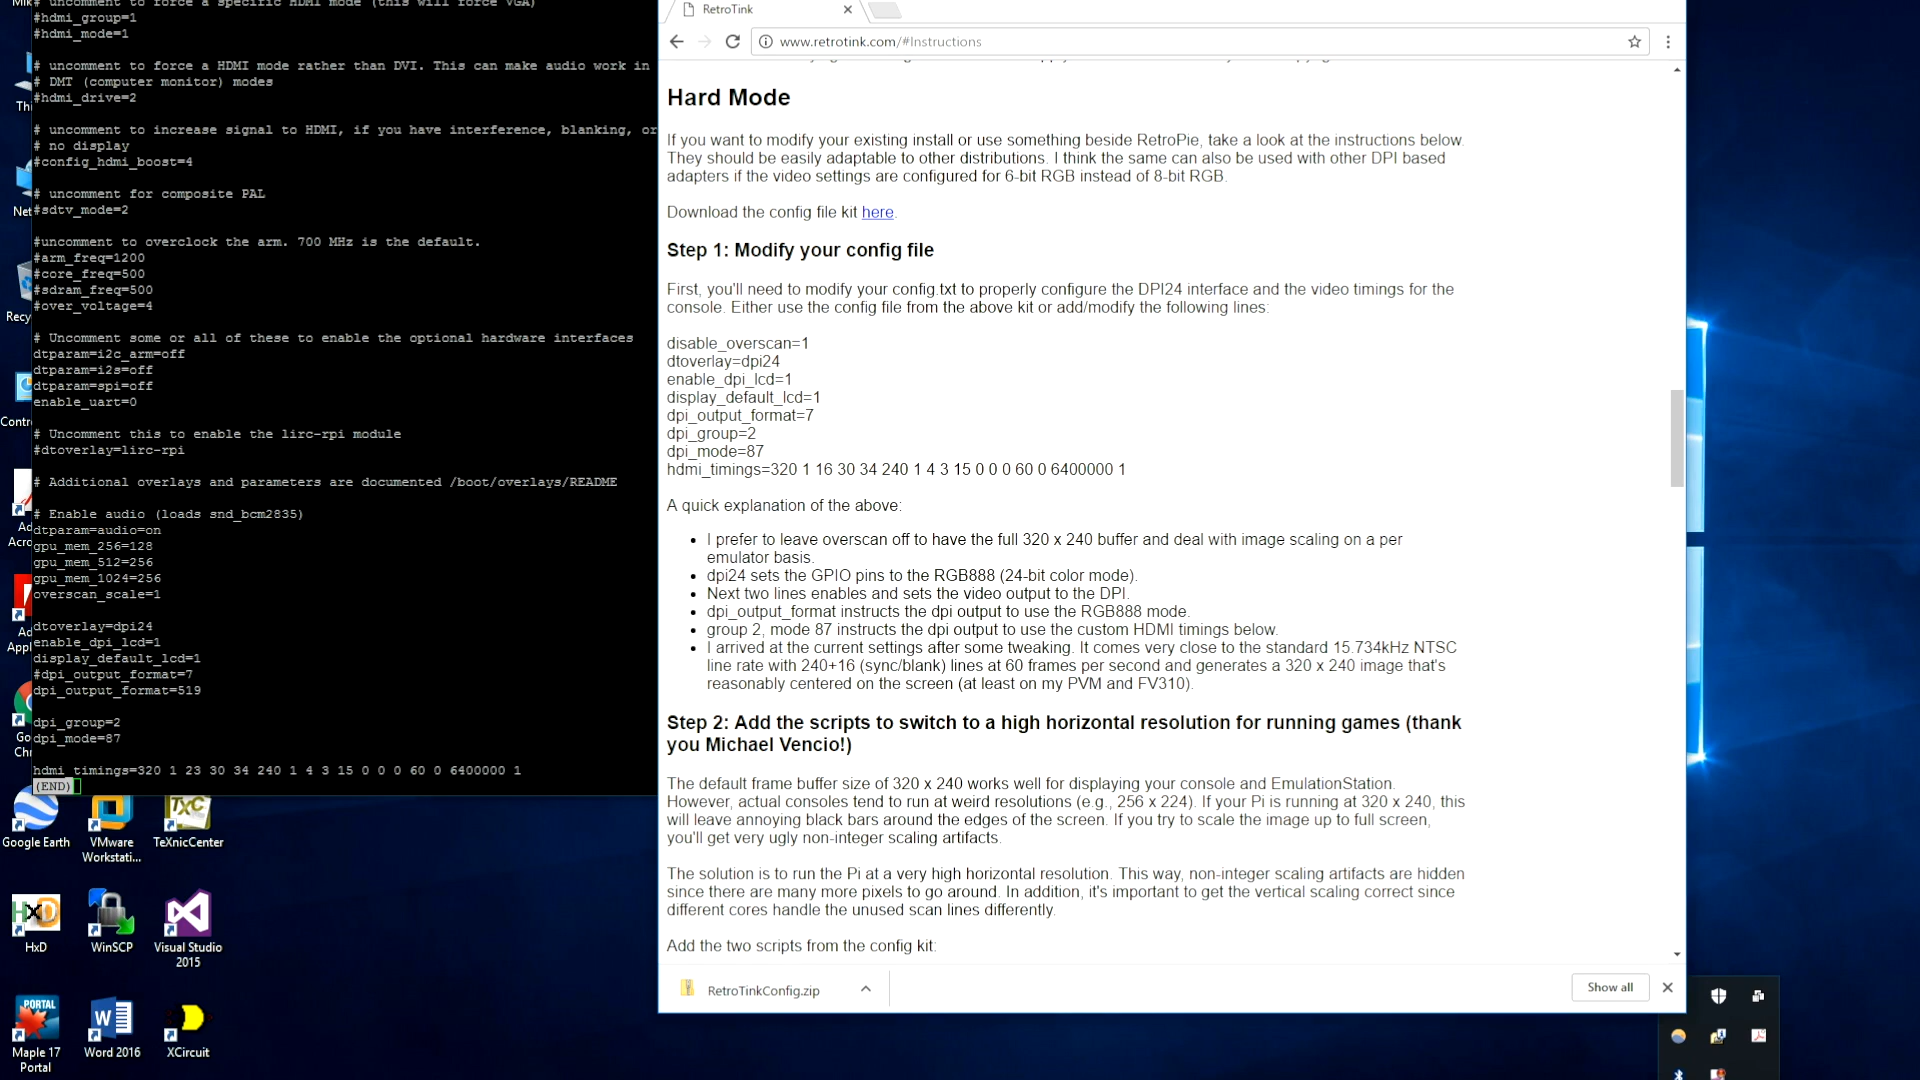 # uncomment to force a specific HDMI mode (this will force VGA)
#hdmi_group=1
#hdmi_mode=1
# uncomment to force a HDMI mode rather than DVI. This can make audio work in
# DMT (computer monitor) modes
#hdmi_drive=2
# uncomment to increase signal to HDMI, if you have interference, blanking, or
# no display
#config_hdmi_boost=4
# uncomment for composite PAL
#sdtv_mode=2
#uncomment to overclock the arm. 700 MHz is the default.
#arm_freq=1200
#core_freq=500
#sdram_freq=500
#over_voltage=4
# Uncomment some or all of these to enable the optional hardware interfaces
dtparam=i2c_arm=off
dtparam=i2s=off
dtparam=spi=off
enable_uart=0
# Uncomment this to enable the lirc-rpi module
#dtoverlay=lirc-rpi
# Additional overlays and parameters are documented /boot/overlays/README
# Enable audio (loads snd_bcm2835)
dtparam=audio=on
gpu_mem_256=128
gpu_mem_512=256
gpu_mem_1024=256
overscan_scale=1
dtoverlay=dpi24
enable_dpi_lcd=1
display_default_lcd=1
#dpi_output_format=7
dpi_output_format=519
dpi_group=2
dpi_mode=87
hdmi_timings=320 1 23 30 34 240 1 4 3 15 0 0 0 60 0 6400000 1
(END)
RetroTink
www.retrotink.com/#Instructions
Hard Mode
If you want to modify your existing install or use something beside RetroPie, take a look at the instructions below.
They should be easily adaptable to other distributions. I think the same can also be used with other DPI based
adapters if the video settings are configured for 6-bit RGB instead of 8-bit RGB.
Download the config file kit here.
Step 1: Modify your config file
First, you'll need to modify your config.txt to properly configure the DPI24 interface and the video timings for the
console. Either use the config file from the above kit or add/modify the following lines:
disable_overscan=1
dtoverlay=dpi24
enable_dpi_lcd=1
display_default_lcd=1
dpi_output_format=7
dpi_group=2
dpi_mode=87
hdmi_timings=320 1 16 30 34 240 1 4 3 15 0 0 0 60 0 6400000 1
A quick explanation of the above:
• I prefer to leave overscan off to have the full 320 x 240 buffer and deal with image scaling on a per
emulator basis.
• dpi24 sets the GPIO pins to the RGB888 (24-bit color mode).
• Next two lines enables and sets the video output to the DPI.
• dpi_output_format instructs the dpi output to use the RGB888 mode.
• group 2, mode 87 instructs the dpi output to use the custom HDMI timings below.
• I arrived at the current settings after some tweaking. It comes very close to the standard 15.734kHz NTSC
line rate with 240+16 (sync/blank) lines at 60 frames per second and generates a 320 x 240 image that's
reasonably centered on the screen (at least on my PVM and FV310).
Step 2: Add the scripts to switch to a high horizontal resolution for running games (thank
you Michael Vencio!)
The default frame buffer size of 320 x 240 works well for displaying your console and EmulationStation.
However, actual consoles tend to run at weird resolutions (e.g., 256 x 224). If your Pi is running at 320 x 240, this
will leave annoying black bars around the edges of the screen. If you try to scale the image up to full screen,
you'll get very ugly non-integer scaling artifacts.
The solution is to run the Pi at a very high horizontal resolution. This way, non-integer scaling artifacts are hidden
since there are many more pixels to go around. In addition, it's important to get the vertical scaling correct since
different cores handle the unused scan lines differently.
Add the two scripts from the config kit:
RetroTinkConfig.zip
Show all
Mik
Thi
Net
Recy
Contr
Ad
Acro
Ad
Appl
Go
Chr
Google Earth
VMware
Workstati...
TeXnicCenter
HxD
WinSCP
Visual Studio
2015
PORTAL
Maple 17
Portal
Word 2016
XCircuit